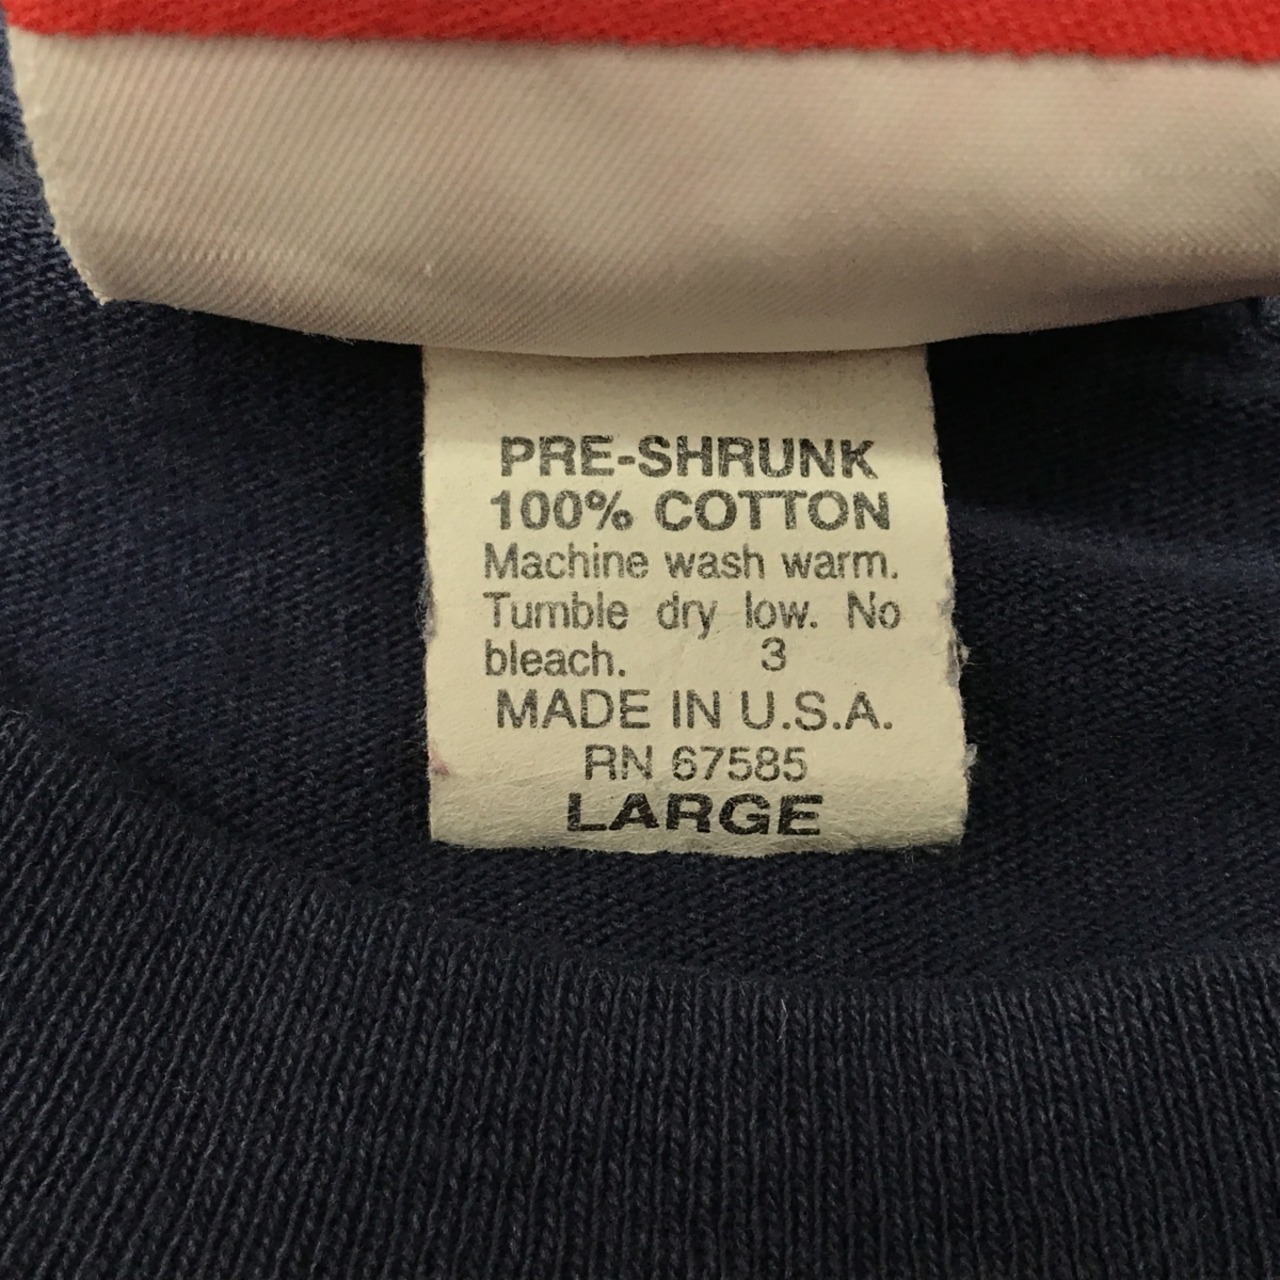 PRE-SHRUNK
100% COTTON
Machine wash warm.
Tumble dry low. No
bleach. 3
MADE IN U.S.A.
RN 67585
LARGE